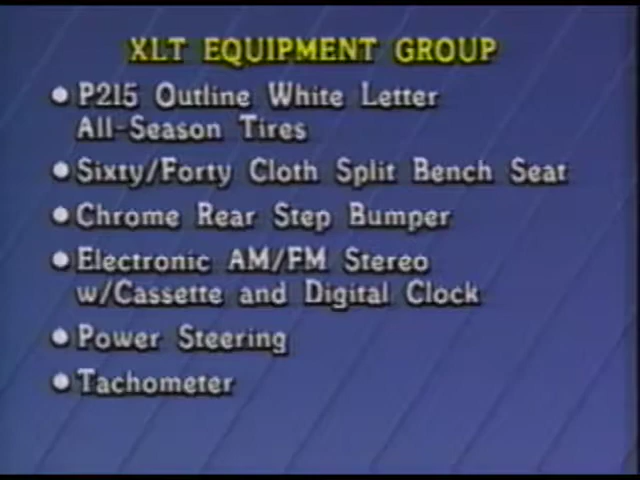 XLT EQUIPMENT GROUP
• P215 Outline White Letter
All-Season Tires
• Sixty/Forty Cloth Split Bench Seat
• Chrome Rear Step Bumper
• Electronic AM/FM Stereo
w/Cassette and Digital Clock
• Power Steering
• Tachometer